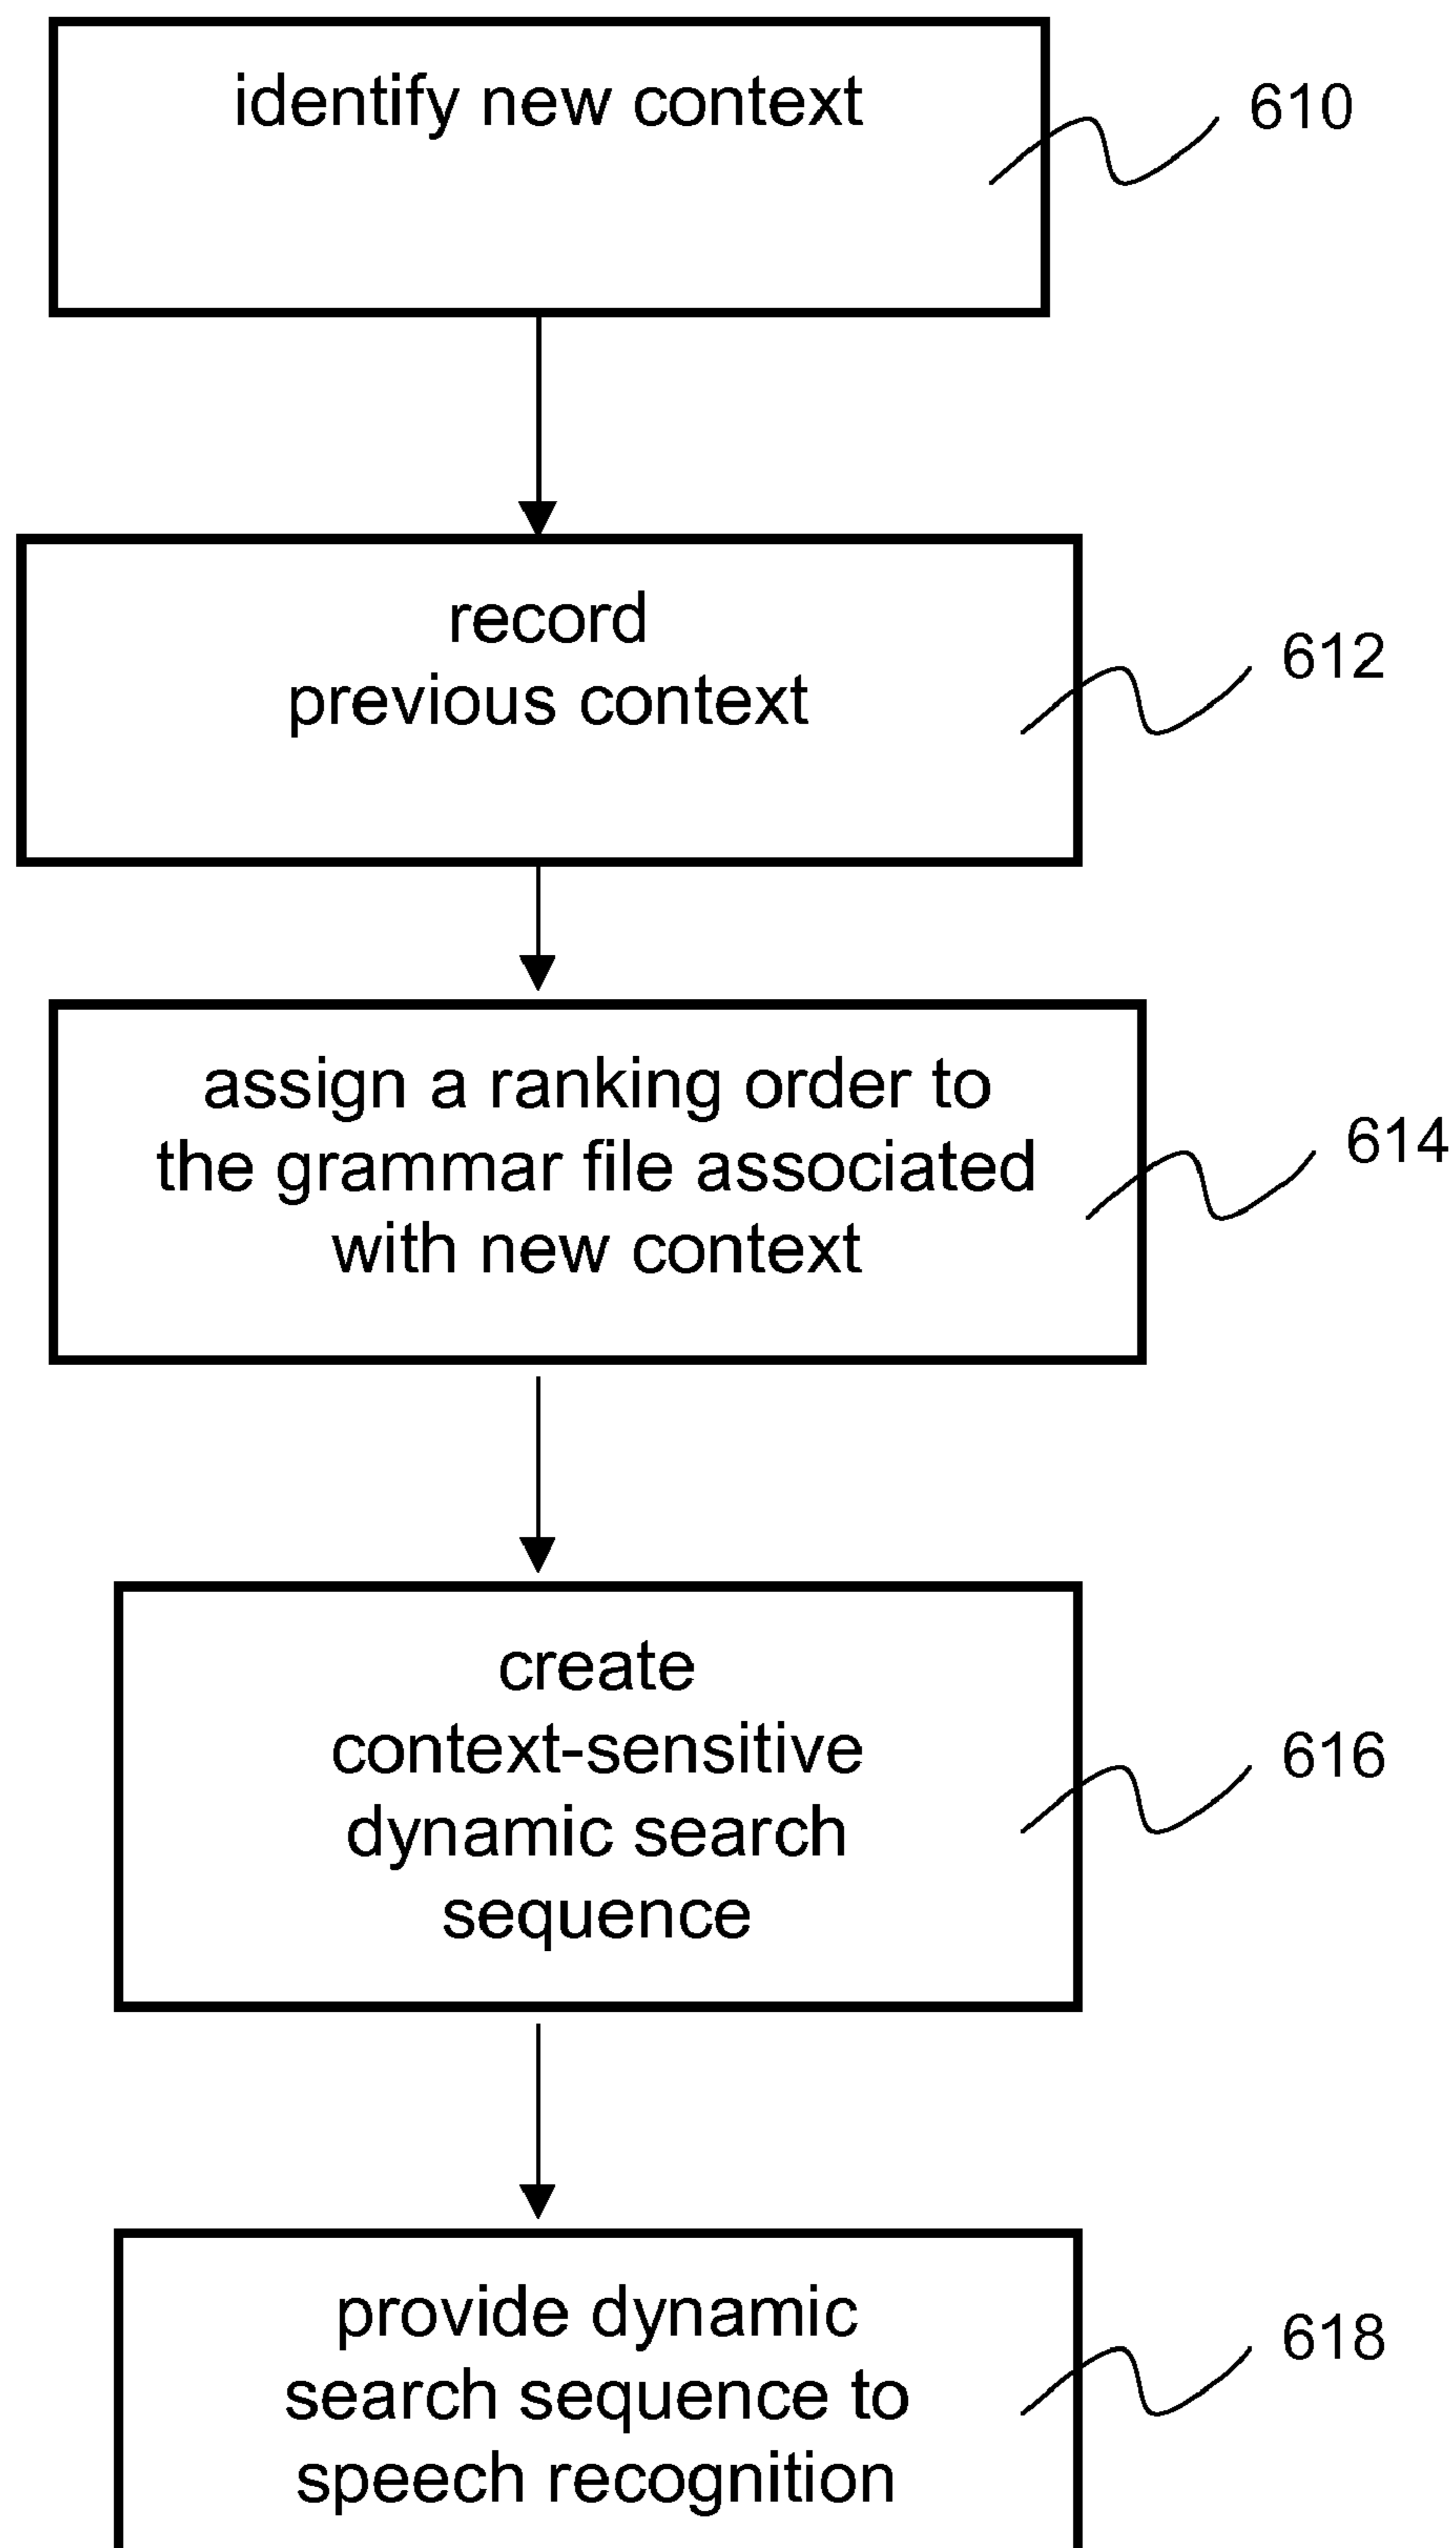 identify new context
610
record
previous context
612
assign a ranking order to
the grammar file associated
with new context
614
create
context-sensitive
dynamic search
sequence
616
provide dynamic
search sequence to
speech recognition
618